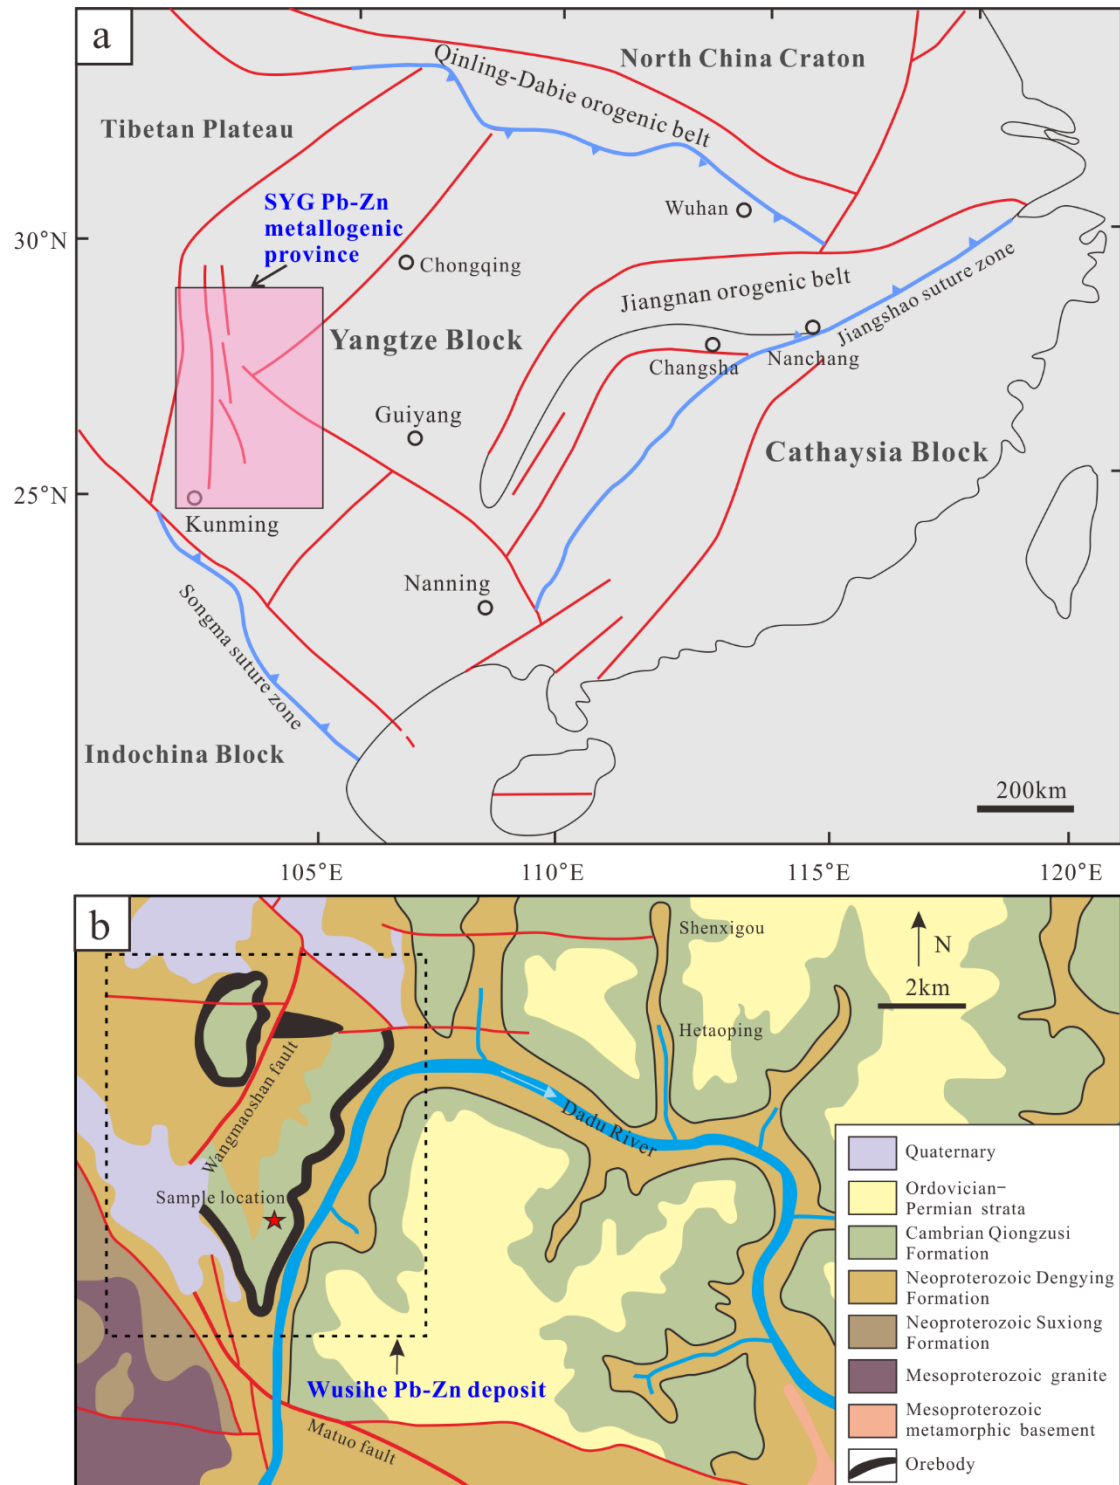 a
North China Craton
Qinling-Dabie orogenic belt
Tibetan Plateau
SYG Pb-Zn
metallogenic
province
Wuhan
30°N
Chongqing
Jiangnan orogenic belt
Jiangshao suture zone
Yangtze Block
Nanchang
Changsha
Guiyang
Cathaysia Block
25°N
Kunming
Nanning
Songma suture zone
Indochina Block
200km
105°E
110°E
115°E
120°E
b
Shenxigou
N
2km
Hetaoping
Wangmaoshan fault
Dadu River
Sample location
Wusihe Pb-Zn deposit
Matuo fault
Quaternary
Ordovician–
Permian strata
Cambrian Qiongzusi
Formation
Neoproterozoic Dengying
Formation
Neoproterozoic Suxiong
Formation
Mesoproterozoic granite
Mesoproterozoic
metamorphic basement
Orebody